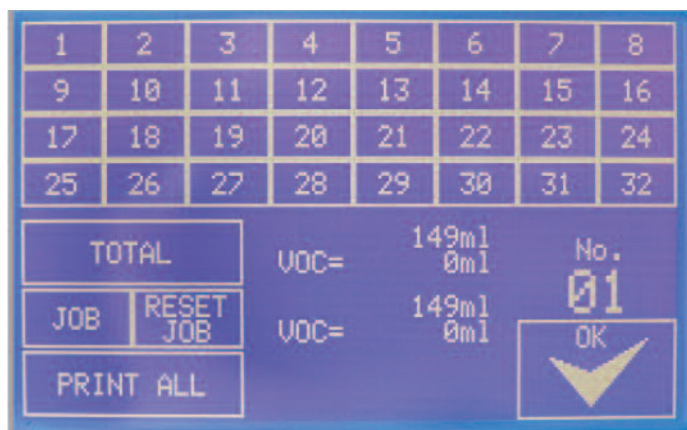 1 2 3 4 5 6 7 8
9 10 11 12 13 14 15 16
17 18 19 20 21 22 23 24
25 26 27 28 29 30 31 32
TOTAL
149ml
VOC= 0ml
No.
01
JOB
RESET
JOB
149ml
VOC= 0ml
OK
PRINT ALL